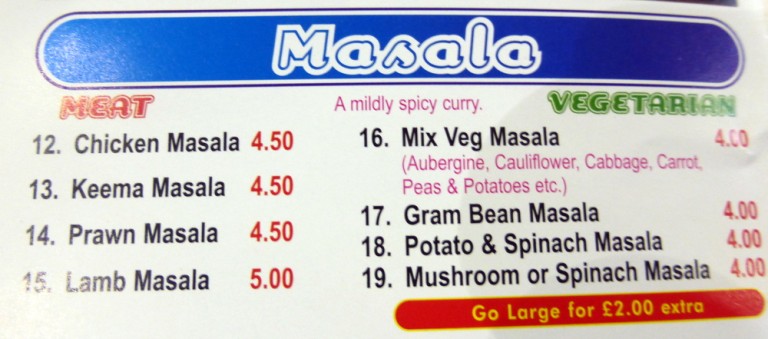 Masala
MEAT
A mildly spicy curry.
VEGETARIAN
12. Chicken Masala 4.50
13. Keema Masala 4.50
14. Prawn Masala 4.50
15. Lamb Masala 5.00
16. Mix Veg Masala 4.00
(Aubergine, Cauliflower, Cabbage, Carrot,
Peas & Potatoes etc.)
17. Gram Bean Masala 4.00
18. Potato & Spinach Masala 4.00
19. Mushroom or Spinach Masala 4.00
Go Large for £2.00 extra